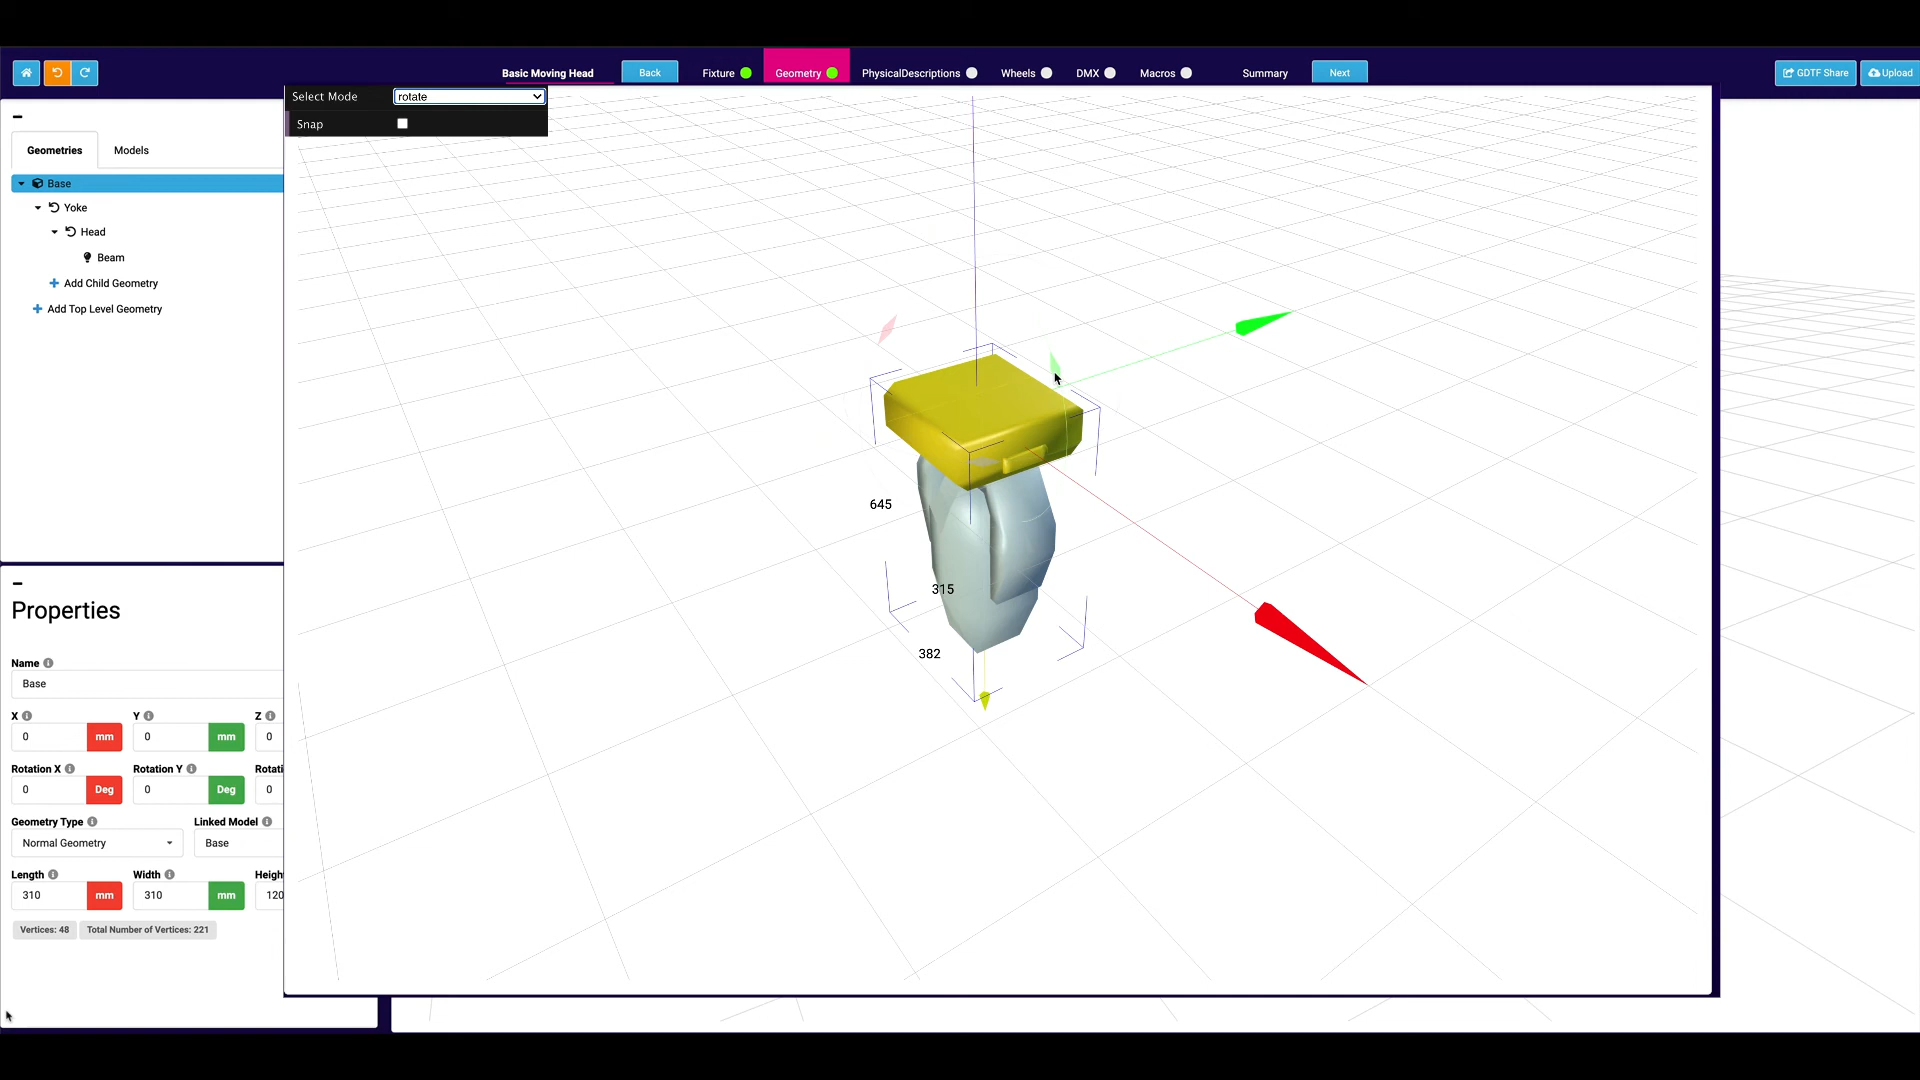 Basic Moving Head
Back
Fixture
Geometry
PhysicalDescriptions
Wheels
DMX
Macros
Summary
Next
GDTF Share
Upload
Select Mode
rotate
Snap
Geometries
Models
Base
Yoke
Head
Beam
Add Child Geometry
Add Top Level Geometry
645
315
382
Properties
Name
Base
X Y Z
0 mm 0 mm 0
Rotation X Rotation Y Rotati
0 Deg 0 Deg 0
Geometry Type Linked Model
Normal Geometry Base
Length Width Heigh
310 mm 310 mm 120
Vertices: 48 Total Number of Vertices: 221